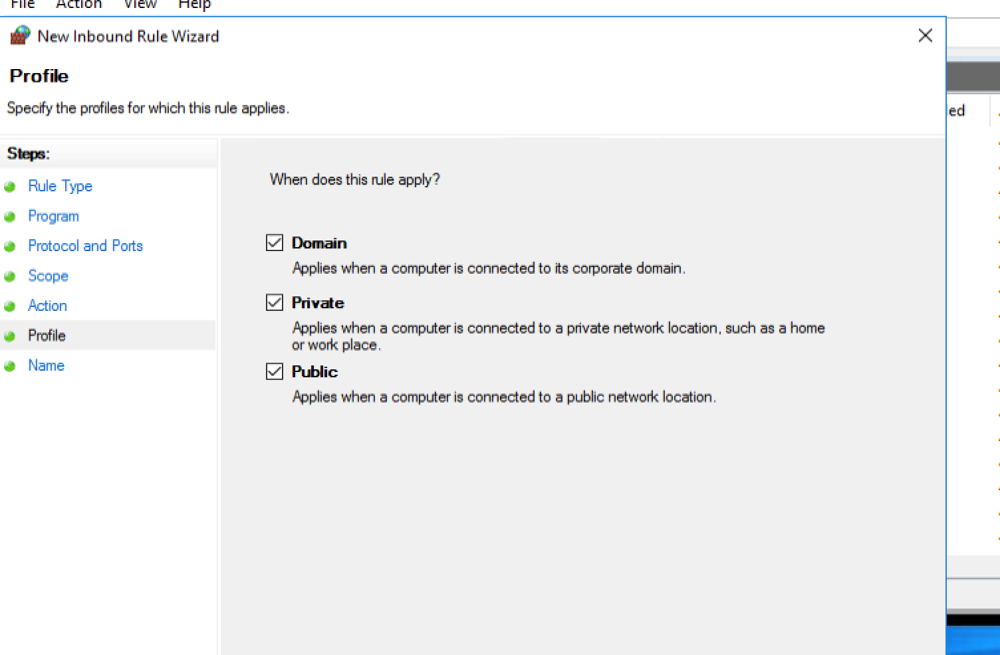 File Action View Help
New Inbound Rule Wizard
Profile
Specify the profiles for which this rule applies.
Steps:
Rule Type
Program
Protocol and Ports
Scope
Action
Profile
Name
When does this rule apply?
Domain
Applies when a computer is connected to its corporate domain.
Private
Applies when a computer is connected to a private network location, such as a home
or work place.
Public
Applies when a computer is connected to a public network location.
ed